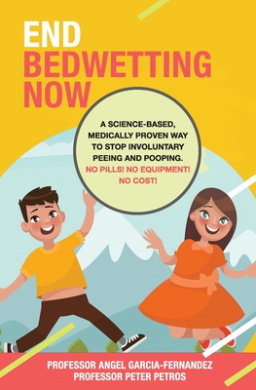 END
BEDWETTING
NOW
A SCIENCE-BASED,
MEDICALLY PROVEN WAY
TO STOP INVOLUNTARY
PEEING AND POOPING.
NO PILLS! NO EQUIPMENT!
NO COST!
PROFESSOR ANGEL GARCIA-FERNANDEZ
PROFESSOR PETER PETROS